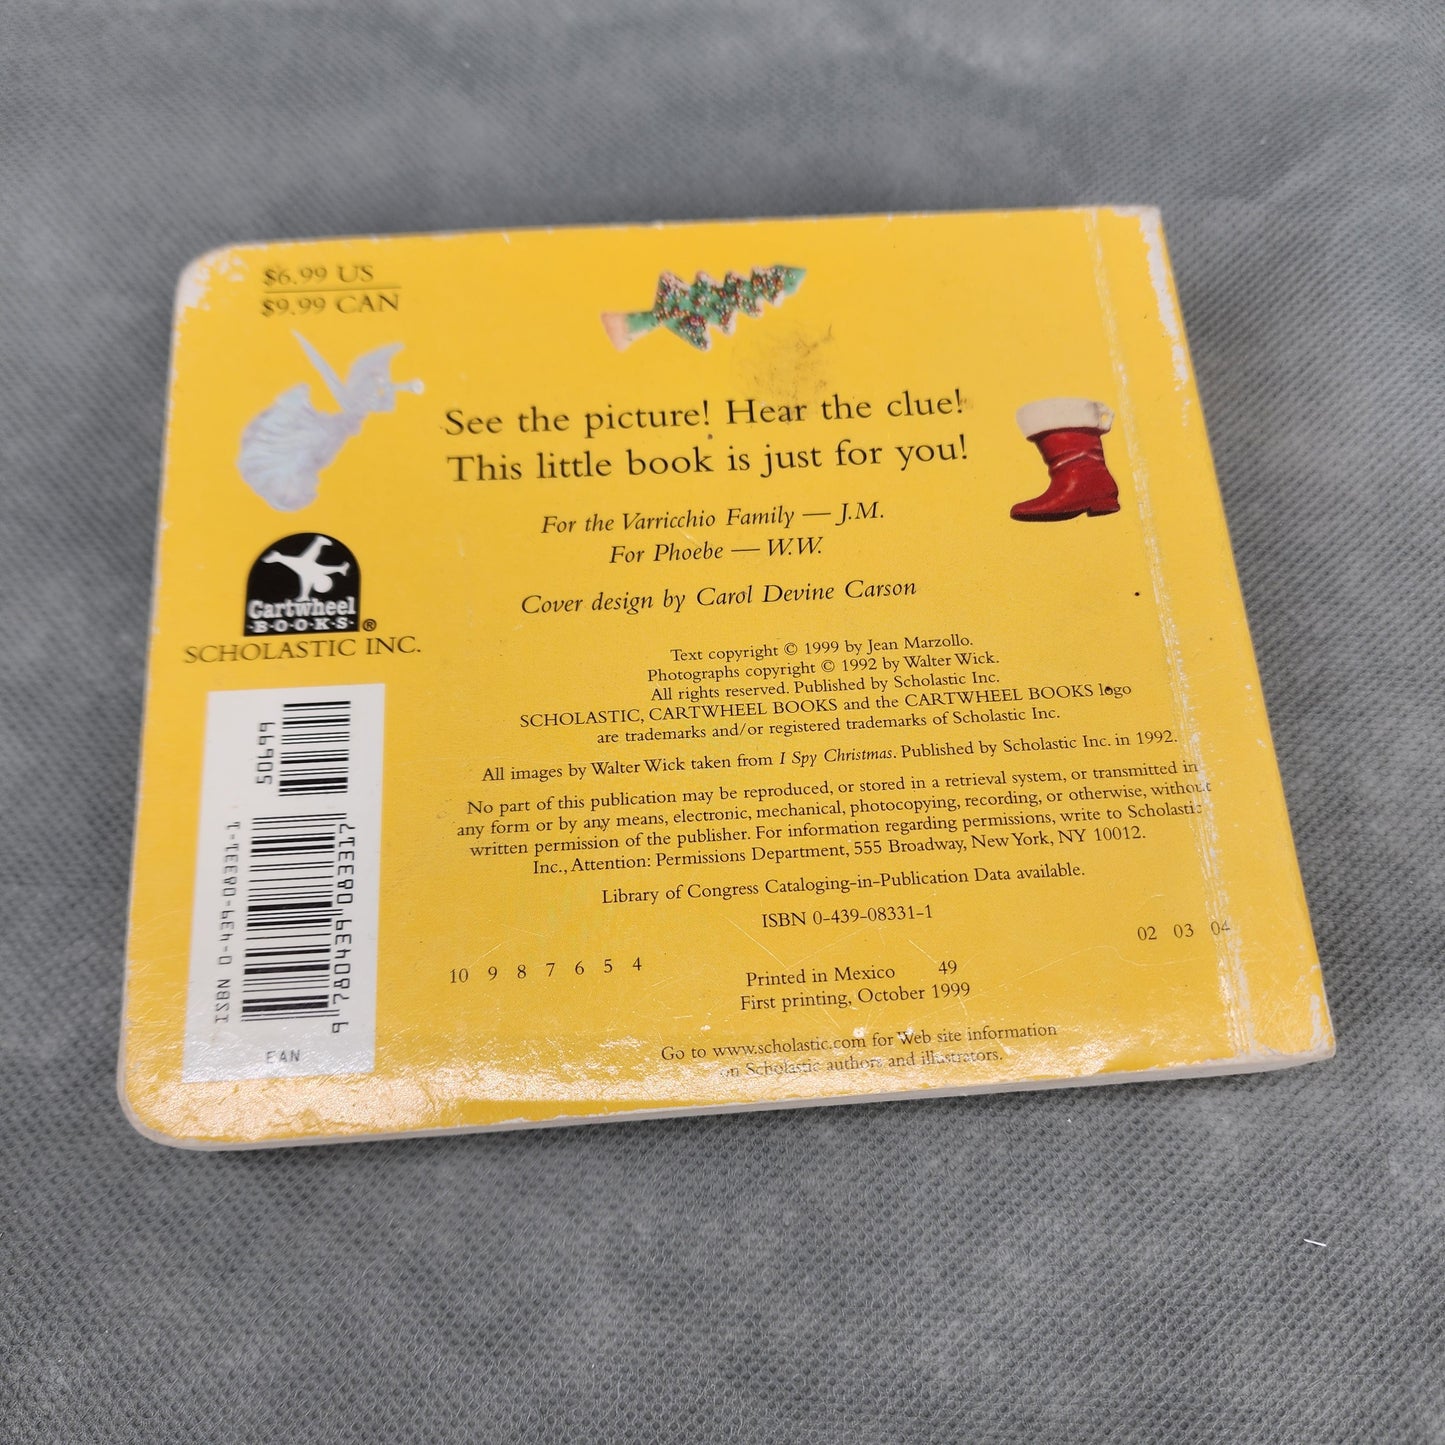 $6.99 US
$9.99 CAN
See the picture! Hear the clue!
This little book is just for you!
For the Varricchio Family — J.M.
For Phoebe — W.W.
Cover design by Carol Devine Carson
Cartwheel
·B·O·O·K·S· ®
SCHOLASTIC INC.
Text copyright © 1999 by Jean Marzollo.
Photographs copyright © 1992 by Walter Wick.
All rights reserved. Published by Scholastic Inc.
SCHOLASTIC, CARTWHEEL BOOKS and the CARTWHEEL BOOKS logo
are trademarks and/or registered trademarks of Scholastic Inc.
All images by Walter Wick taken from I Spy Christmas. Published by Scholastic Inc. in 1992.
No part of this publication may be reproduced, or stored in a retrieval system, or transmitted in
any form or by any means, electronic, mechanical, photocopying, recording, or otherwise, without
written permission of the publisher. For information regarding permissions, write to Scholastic
Inc., Attention: Permissions Department, 555 Broadway, New York, NY 10012.
Library of Congress Cataloging-in-Publication Data available.
ISBN 0-439-08331-1
10 9 8 7 6 5 4
02 03 04
Printed in Mexico 49
First printing, October 1999
Go to www.scholastic.com for Web site information
on Scholastic authors and illustrators.
50699
9 780439 083317
ISBN 0-439-08331-1
EAN